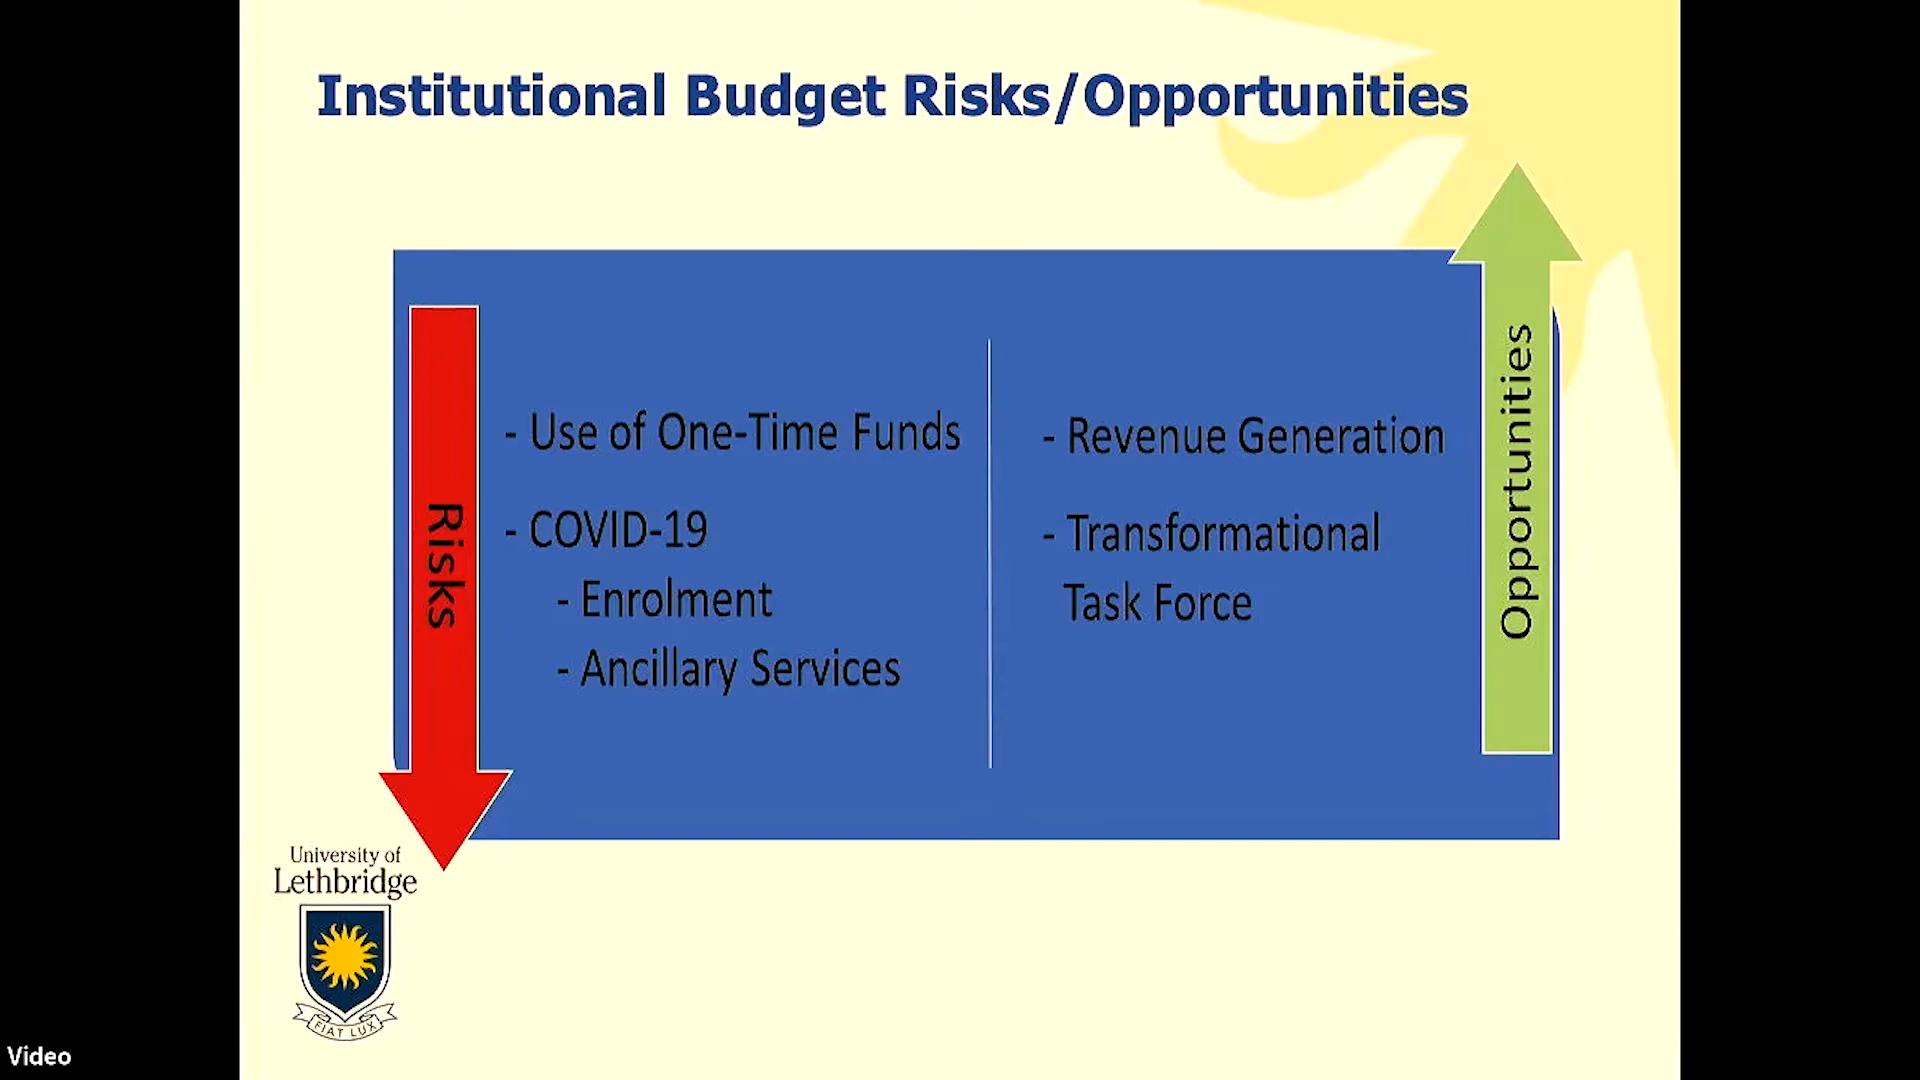 Institutional Budget Risks/Opportunities
Risks
- Use of One-Time Funds
- COVID-19
- Enrolment
- Ancillary Services
- Revenue Generation
- Transformational
Task Force
Opportunities
University of
Lethbridge
FIAT LUX
Video